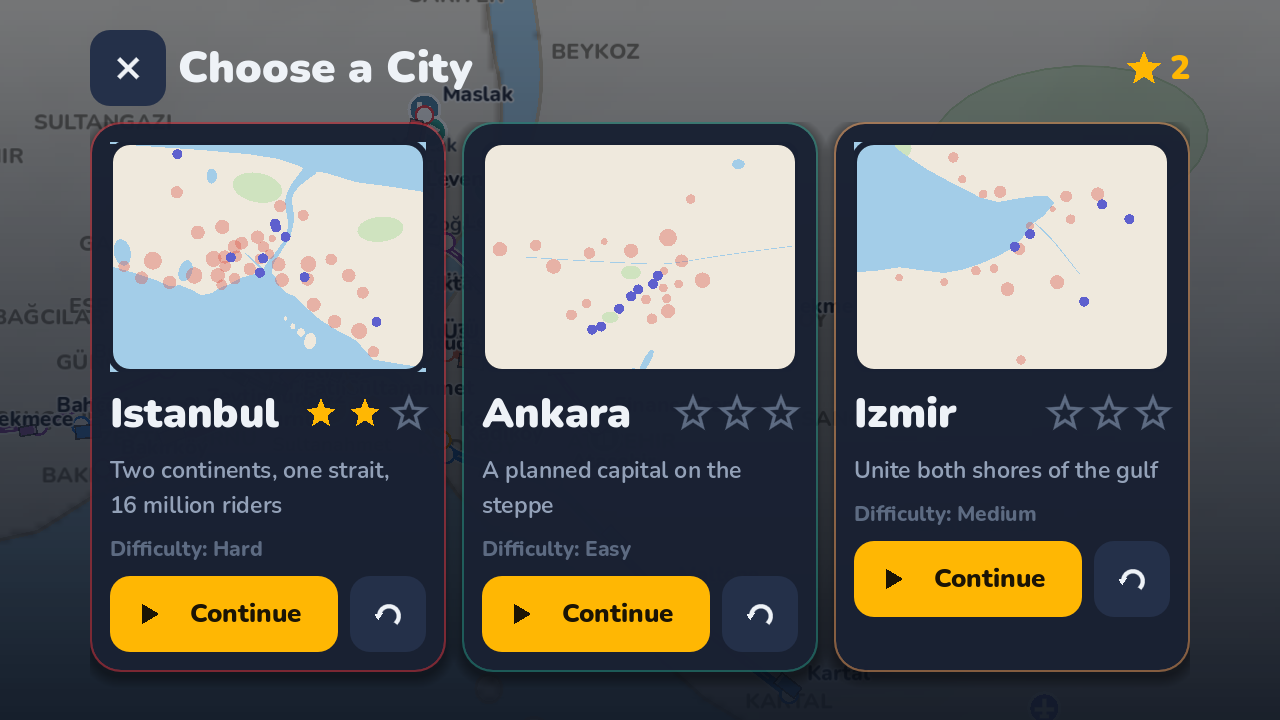 BEYKOZ
Choose a City
2
Maslak
SULTANGAZİ
Istanbul
Two continents, one strait,
16 million riders
Difficulty: Hard
Continue
Ankara
A planned capital on the
steppe
Difficulty: Easy
Continue
Izmir
Unite both shores of the gulf
Difficulty: Medium
Continue
Kartal
KARTAL